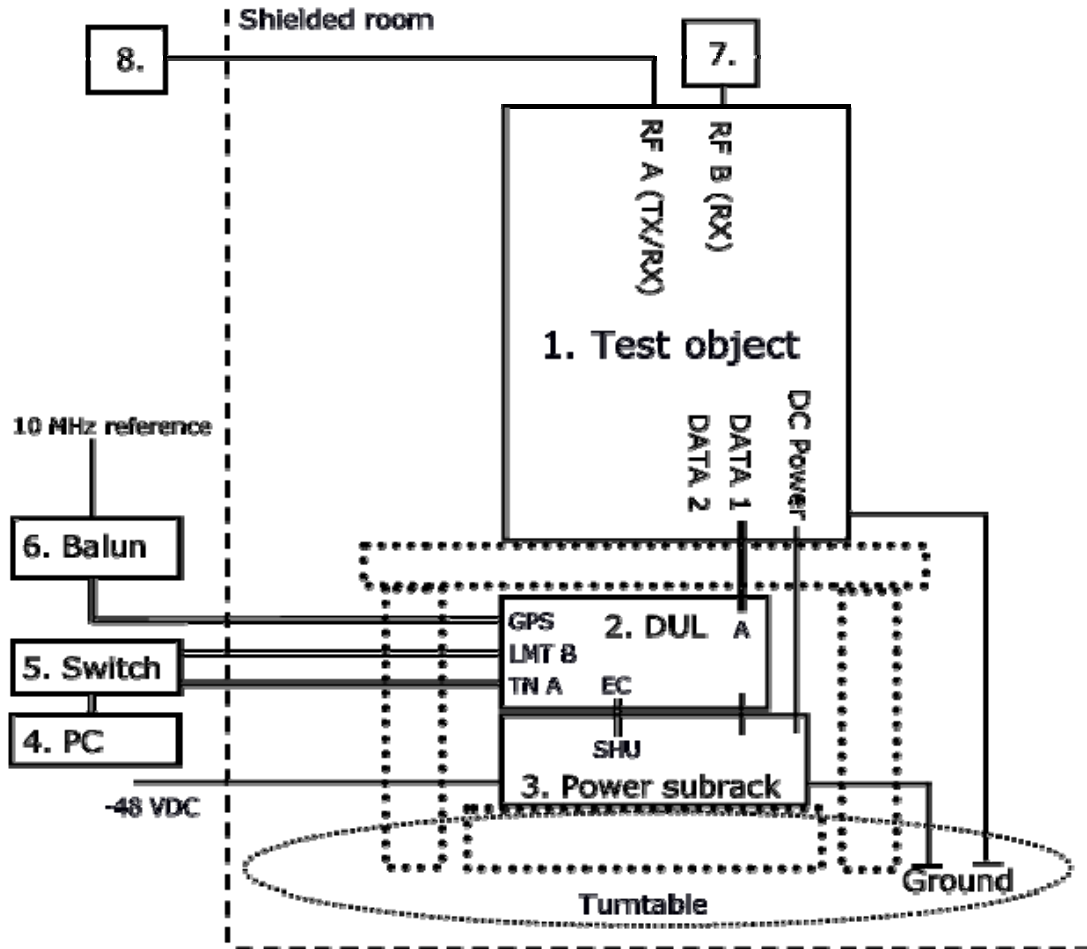 Shielded room
8.
7.
RF A (TX/RX)
RF B (RX)
1. Test object
DATA 2
DATA 1
DC Power
10 MHz reference
6. Balun
GPS
2. DUL
A
LMT B
5. Switch
TN A
EC
4. PC
SHU
3. Power subrack
-48 VDC
Ground
Turntable